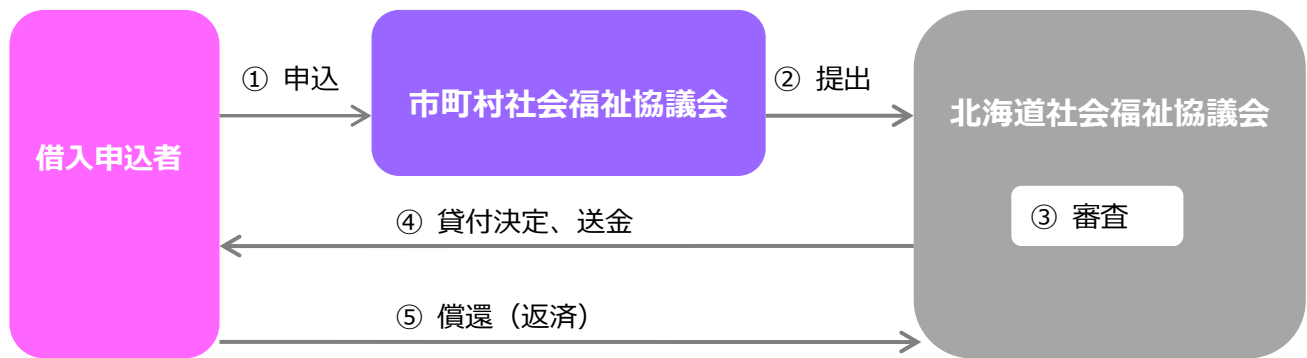 借入申込者
① 申込
市町村社会福祉協議会
② 提出
北海道社会福祉協議会
③ 審査
④ 貸付決定、送金
⑤ 償還（返済）